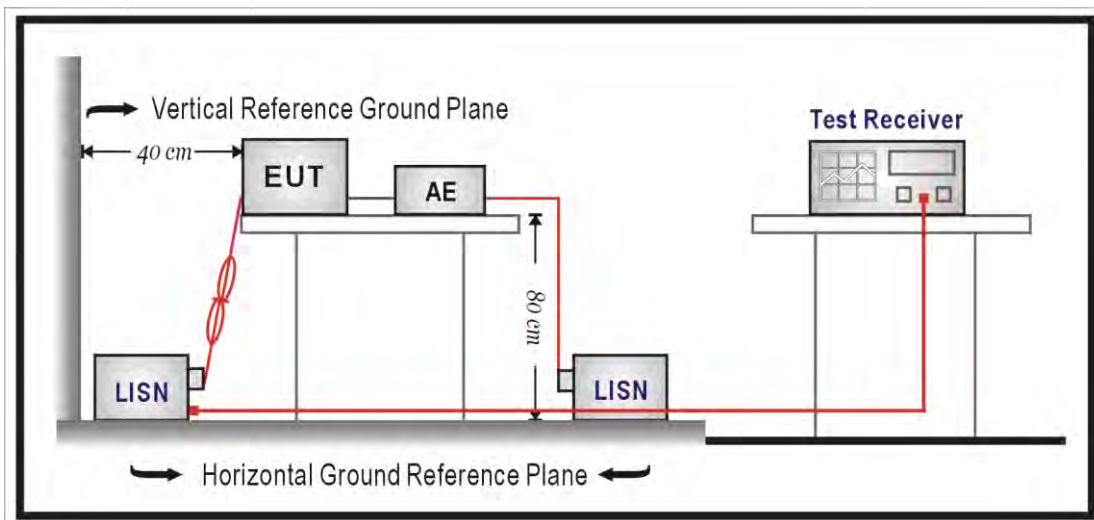 Vertical Reference Ground Plane
Test Receiver
40 cm
EUT
AE
80 cm
LISN
LISN
Horizontal Ground Reference Plane